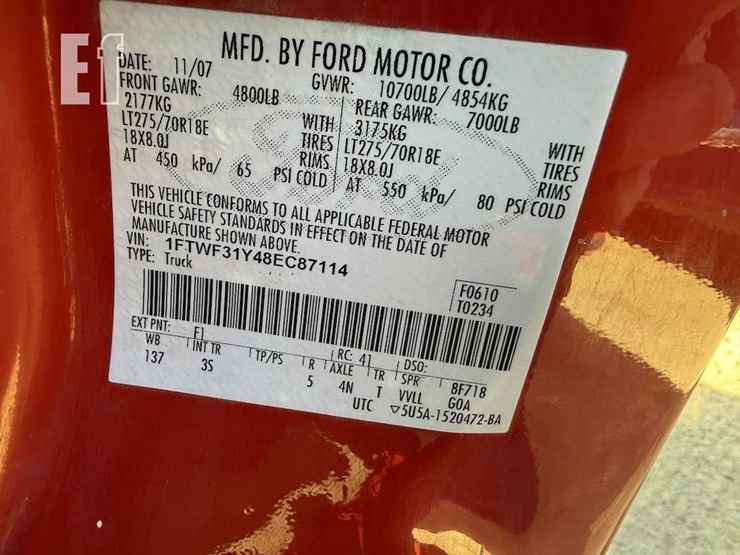 Ef
MFD. BY FORD MOTOR CO.
DATE: 11/07 GVWR: 10700LB/ 4854KG
FRONT GAWR: 4800LB REAR GAWR: 7000LB
2177KG WITH 3175KG WITH
LT275/70R18E TIRES LT275/70R18E TIRES
18X8.0J RIMS 18X8.0J RIMS
AT 450 kPa/ 65 PSI COLD AT 550 kPa/ 80 PSI COLD
THIS VEHICLE CONFORMS TO ALL APPLICABLE FEDERAL MOTOR
VEHICLE SAFETY STANDARDS IN EFFECT ON THE DATE OF
MANUFACTURE SHOWN ABOVE.
VIN: 1FTWF31Y48EC87114
TYPE: Truck
F0610
T0234
EXT PNT: F1 RC: 41 DSO:
WB INT TR TP/PS R AXLE TR SPR 8F718
137 3S 5 4N T VVLL GOA
UTC ▽5U5A-1520472-BA
Ford